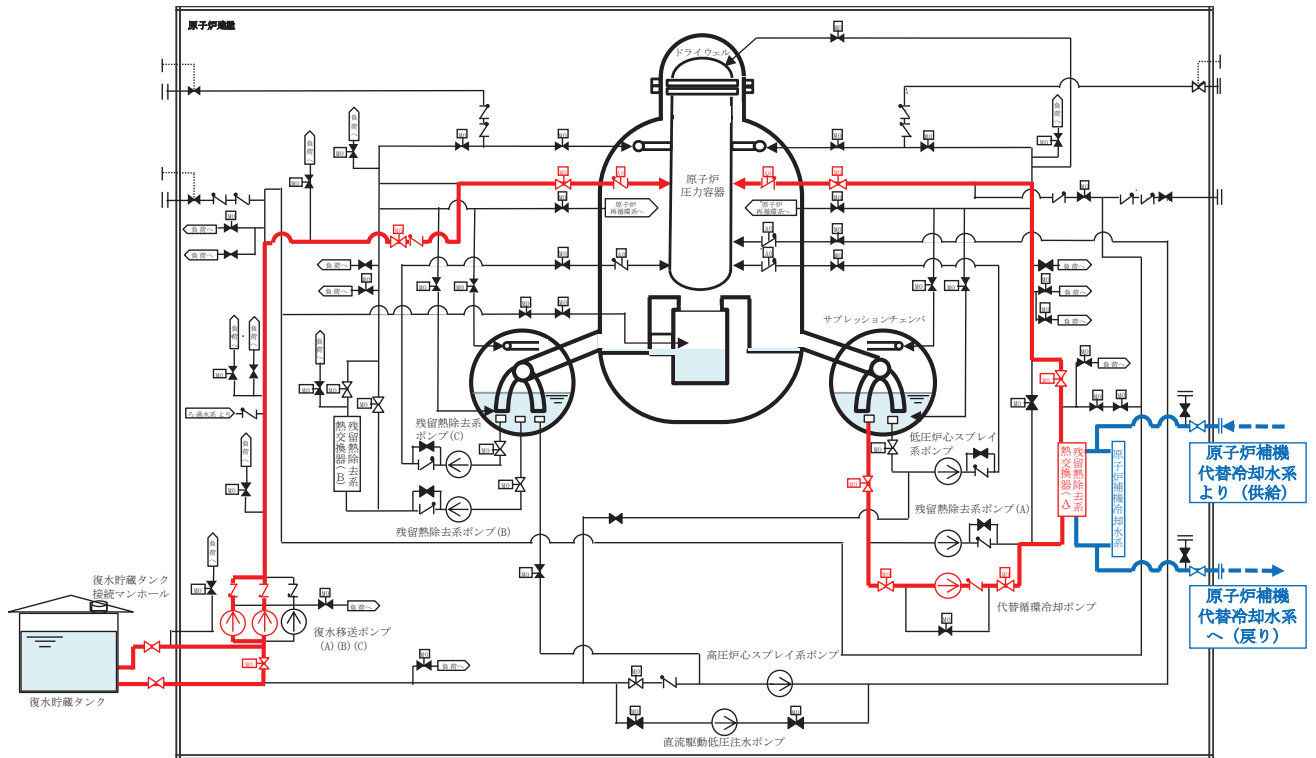 原子炉建屋
ドライウェル
原子炉
圧力容器
原子炉
再循環系へ
原子炉
再循環系へ
サプレッションチェンバ
MO
AO
負荷へ
ろ過水系より
残留熱除去系
熱交換器(B)
残留熱除去系
ポンプ(C)
残留熱除去系ポンプ(B)
低圧炉心スプレイ
系ポンプ
残留熱除去系ポンプ(A)
残留熱除去系
熱交換器(A)
原子炉補機冷却水系
原子炉補機
代替冷却水系
より(供給)
原子炉補機
代替冷却水系
へ(戻り)
代替循環冷却ポンプ
復水貯蔵タンク
接続マンホール
復水移送ポンプ
(A)(B)(C)
復水貯蔵タンク
高圧炉心スプレイ系ポンプ
直流駆動低圧注水ポンプ